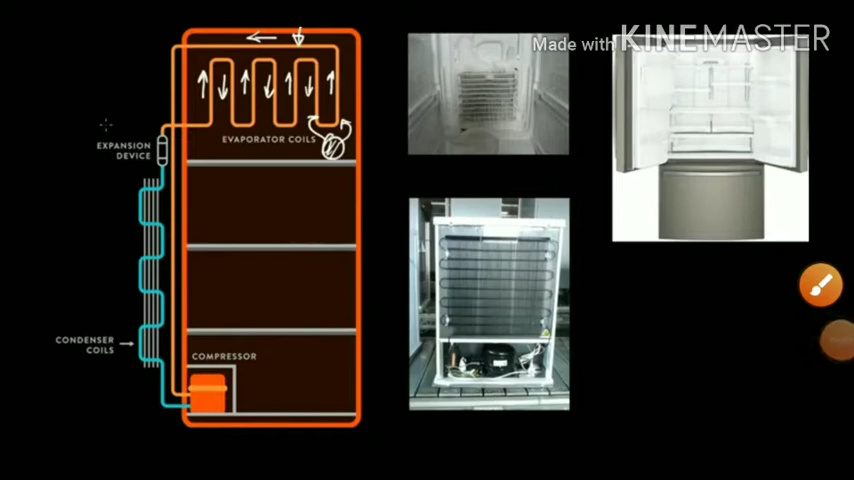 Made with KINEMASTER
EVAPORATOR COILS
EXPANSION
DEVICE
CONDENSER
COILS
COMPRESSOR